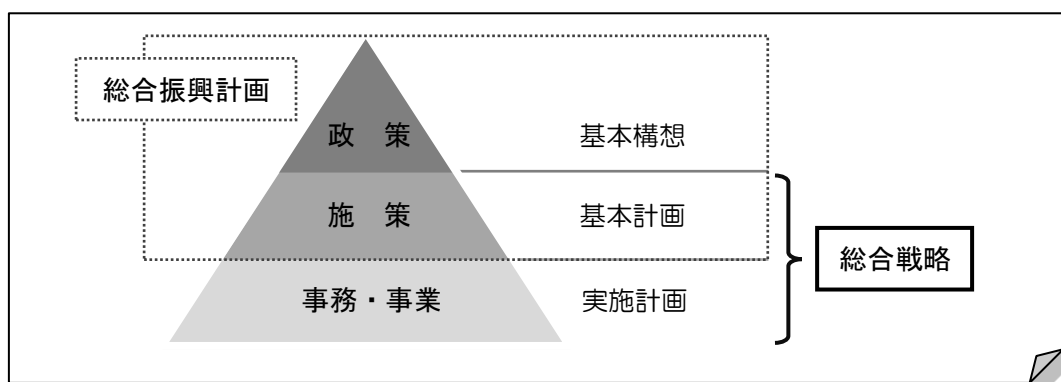 総合振興計画
政　策
基本構想
施　策
基本計画
総合戦略
事務・事業
実施計画